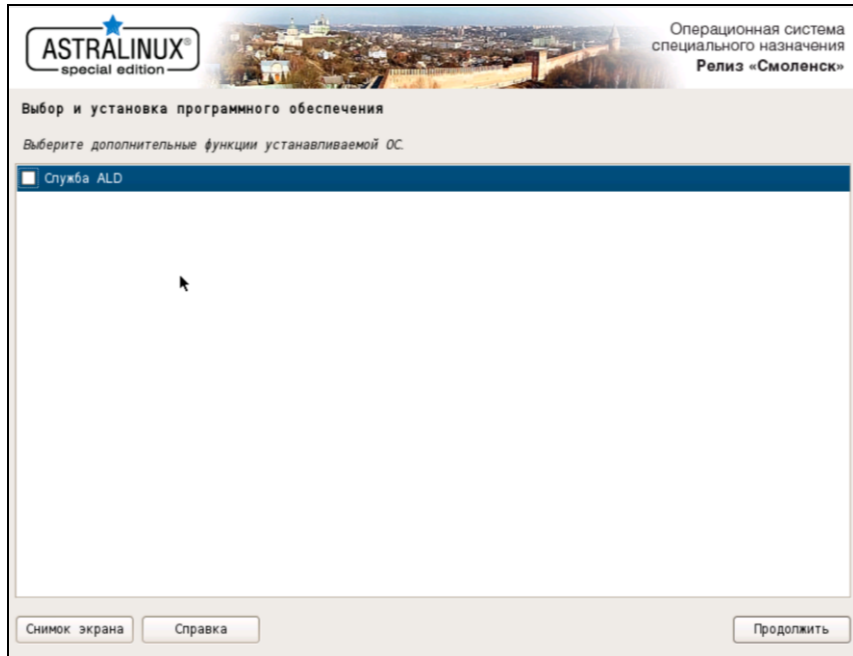 ASTRALINUX®
special edition
Операционная система
специального назначения
Релиз «Смоленск»
Выбор и установка программного обеспечения
Выберите дополнительные функции устанавливаемой ОС.
Служба ALD
Снимок экрана
Справка
Продолжить